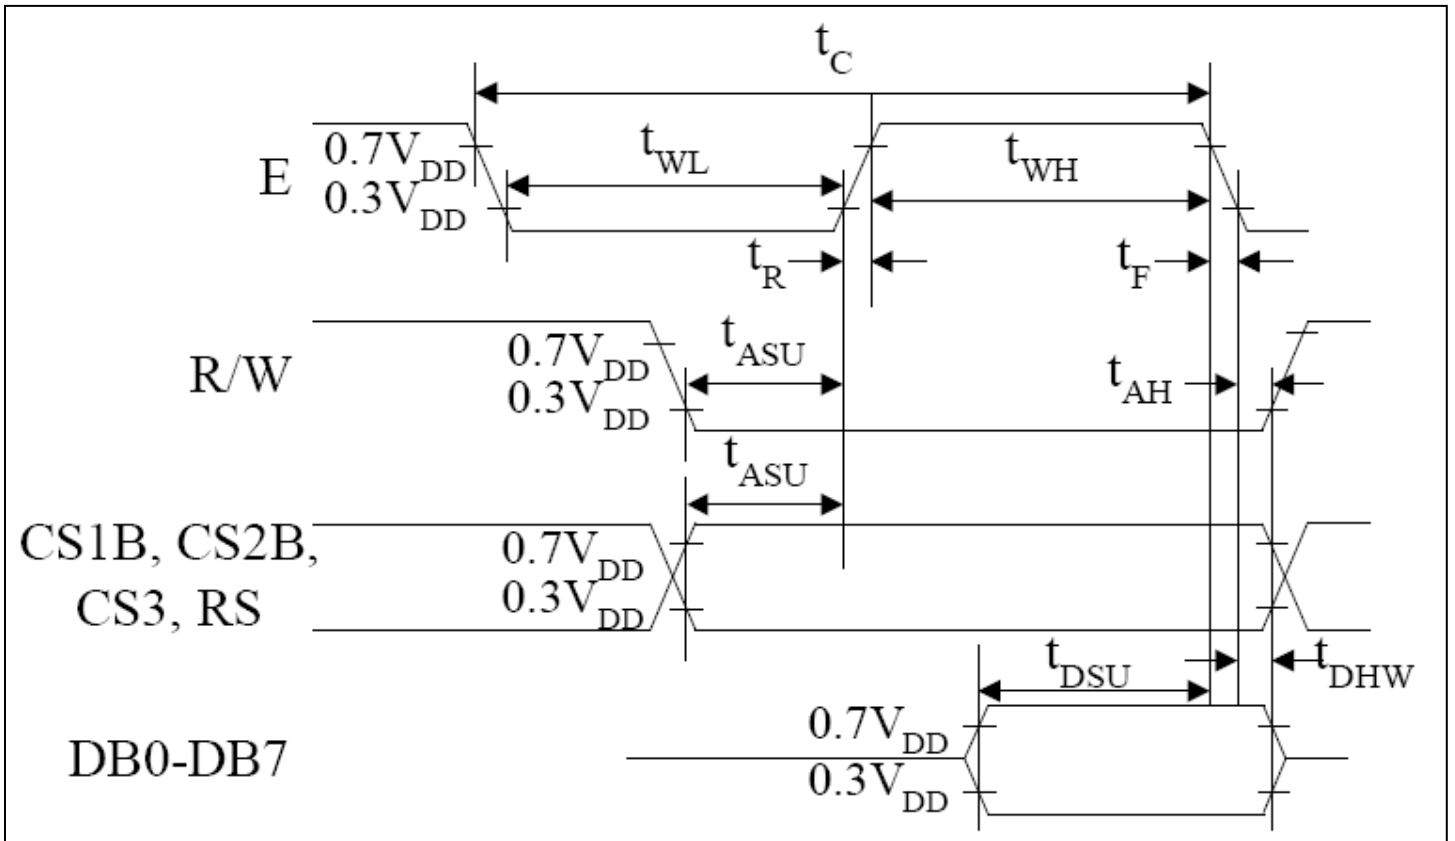 tC
0.7VDD
tWL
tWH
E
0.3VDD
tR
tF
0.7VDD
tASU
R/W
tAH
0.3VDD
tASU
CS1B, CS2B,
0.7VDD
CS3, RS
0.3VDD
tDSU
tDHW
0.7VDD
DB0-DB7
0.3VDD